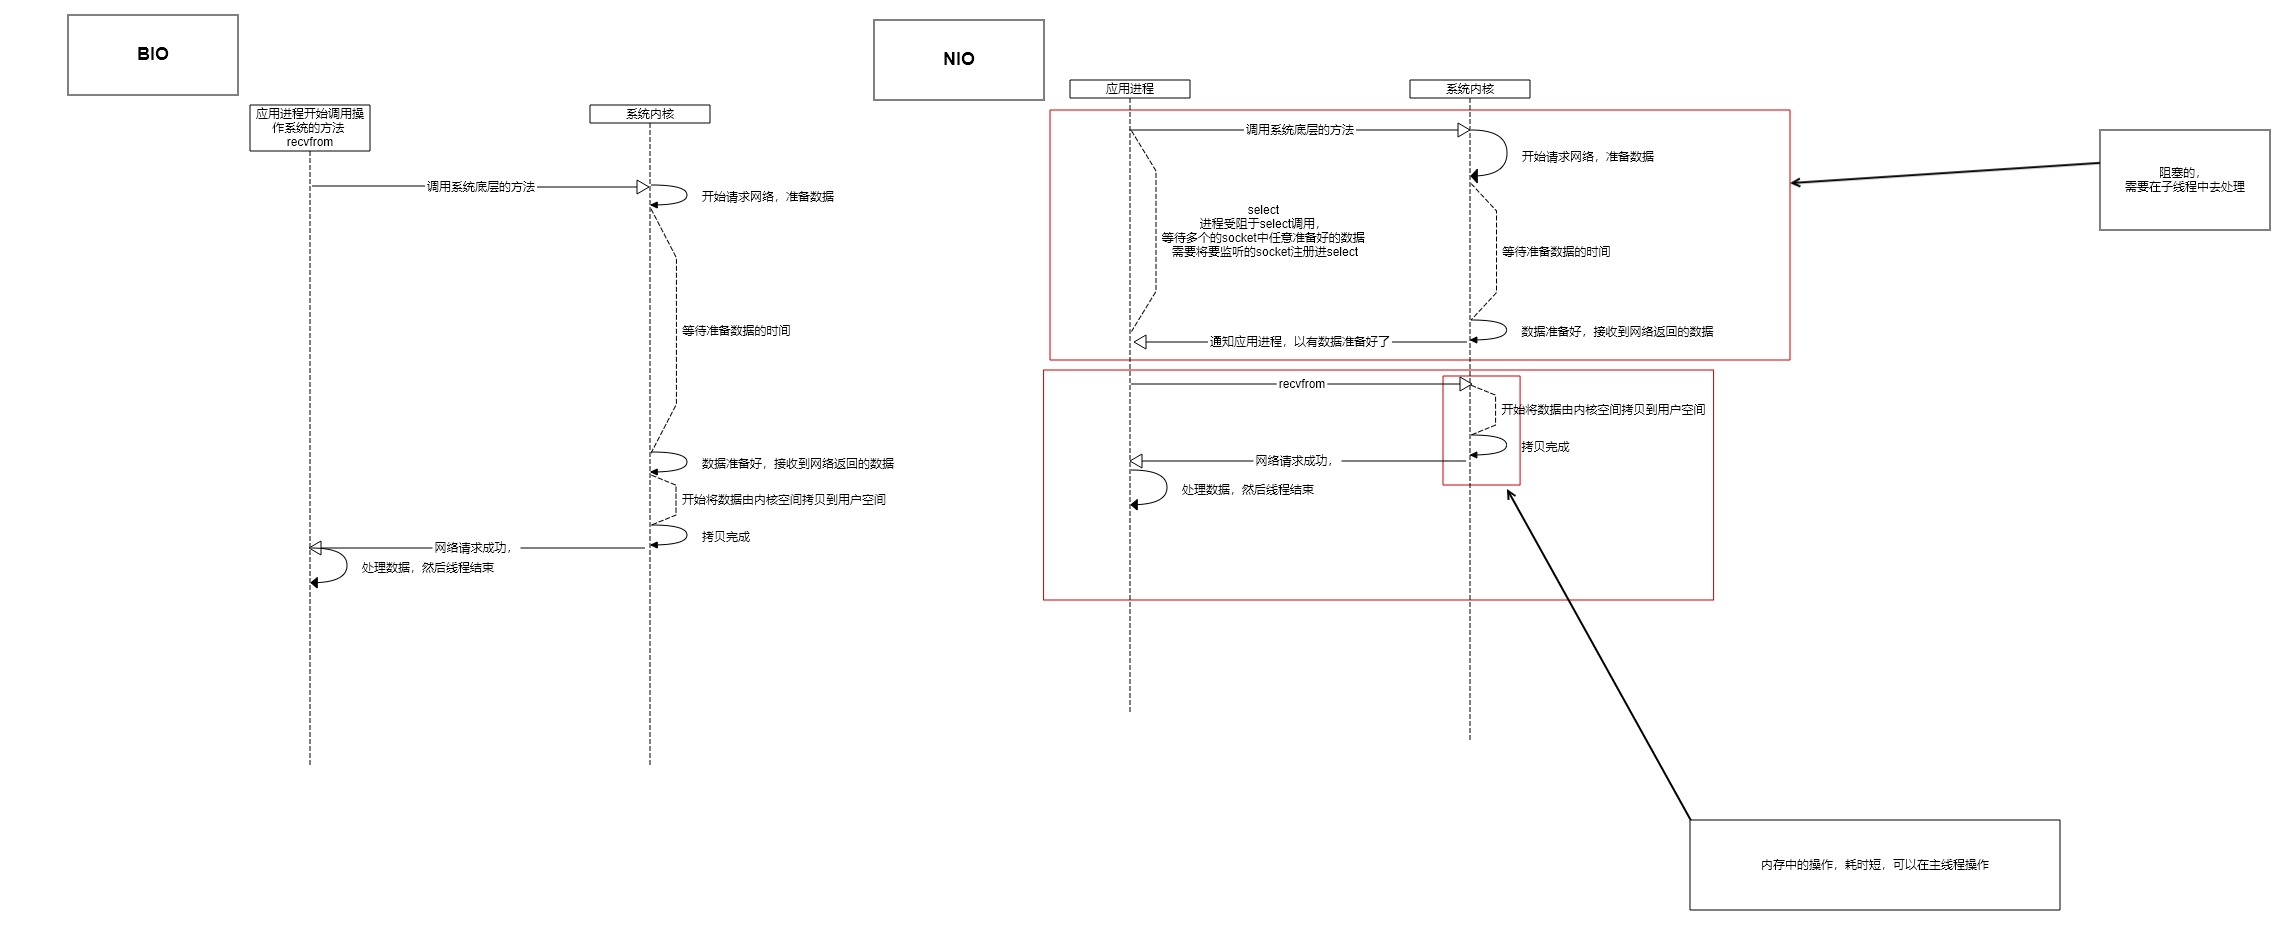 BIO
应用进程开始调用操
作系统的方法
recvfrom
系统内核
调用系统底层的方法
开始请求网络，准备数据
等待准备数据的时间
数据准备好，接收到网络返回的数据
开始将数据由内核空间拷贝到用户空间
拷贝完成
网络请求成功，
处理数据，然后线程结束
NIO
应用进程
系统内核
调用系统底层的方法
开始请求网络，准备数据
select
进程受阻于select调用，
等待多个的socket中任意准备好的数据
需要将要监听的socket注册进select
等待准备数据的时间
数据准备好，接收到网络返回的数据
通知应用进程，以有数据准备好了
recvfrom
开始将数据由内核空间拷贝到用户空间
拷贝完成
网络请求成功，
处理数据，然后线程结束
阻塞的，
需要在子线程中去处理
内存中的操作，耗时短，可以在主线程操作